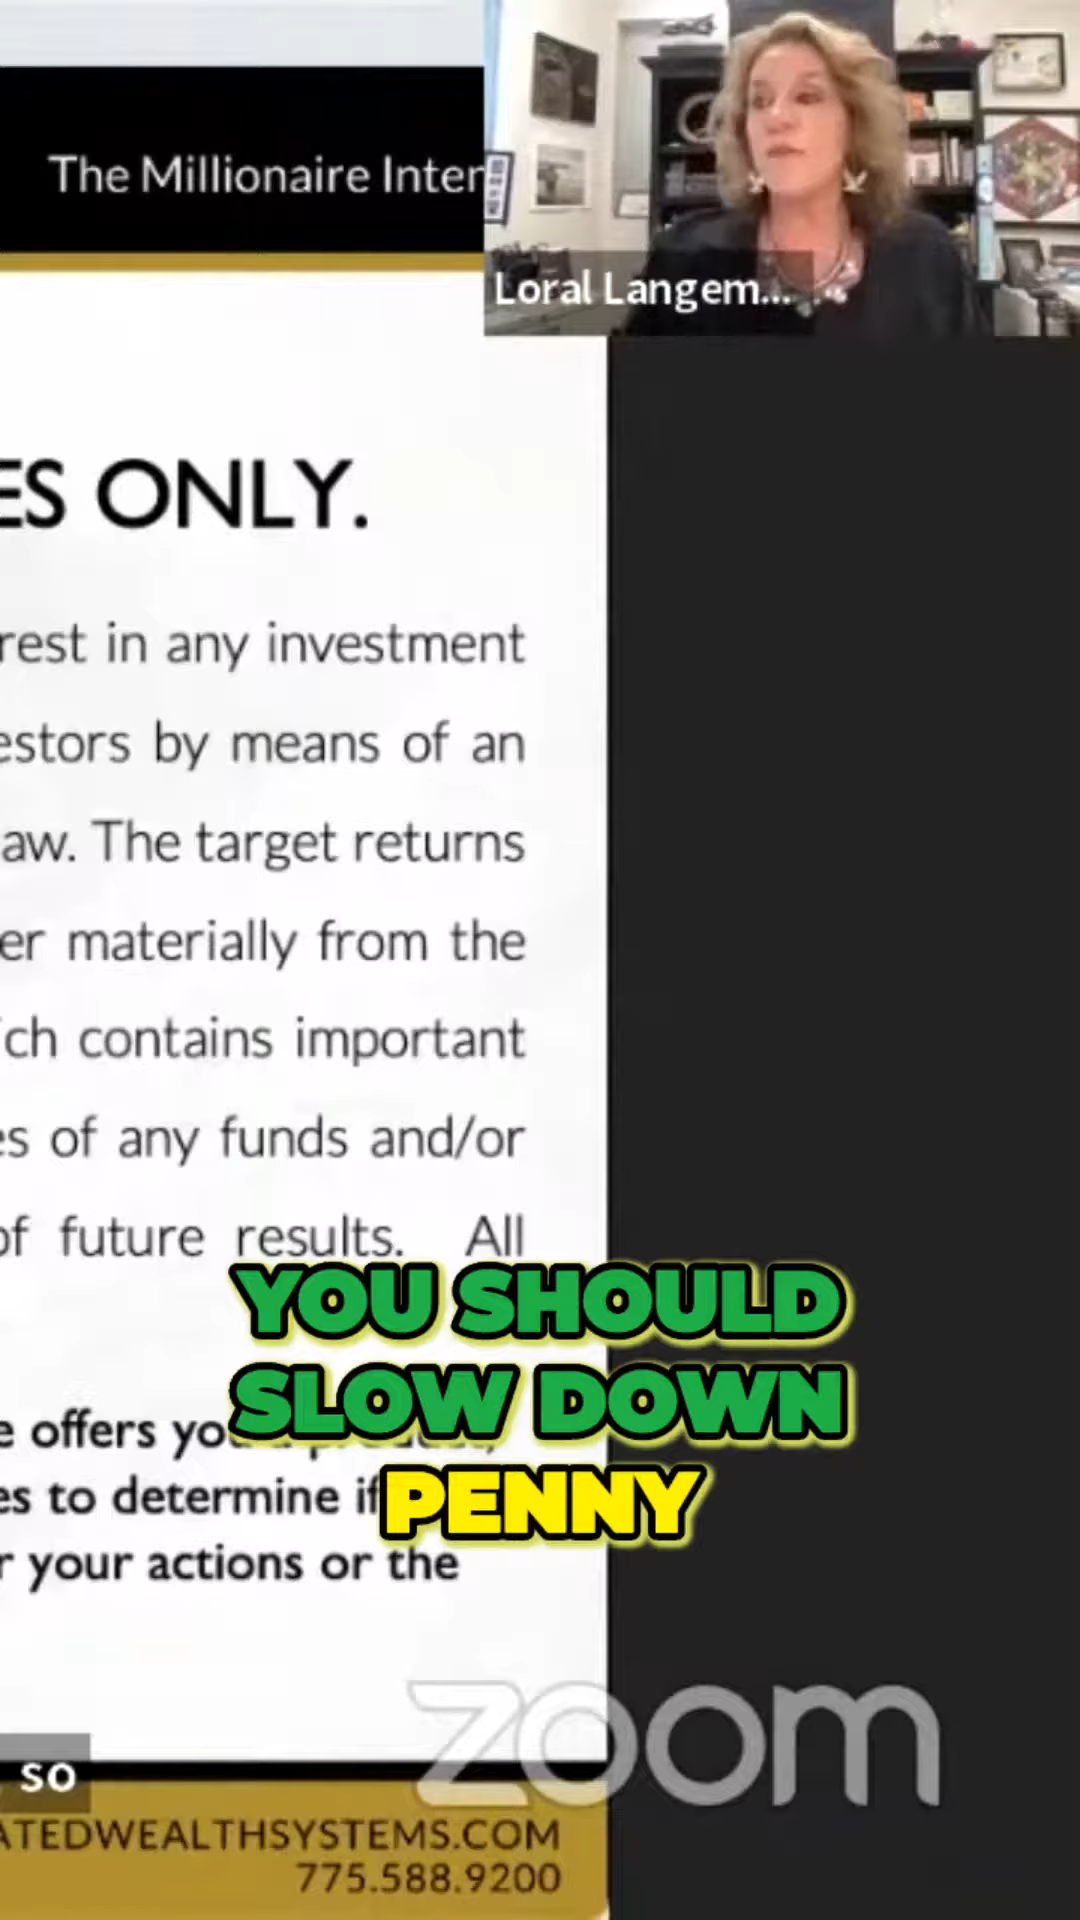 The Millionaire Inter
Loral Langem...
ES ONLY.
rest in any investment
estors by means of an
aw. The target returns
er materially from the
ich contains important
es of any funds and/or
of future results. All
YOU SHOULD
SLOW DOWN
PENNY
e offers you a
es to determine if
r your actions or the
zoom
so
ATEDWEALTHSYSTEMS.COM
775.588.9200